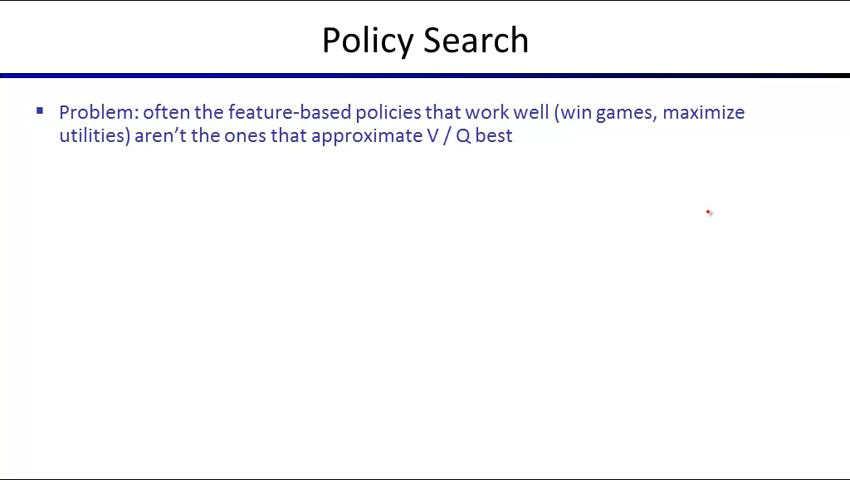 Policy Search
▪ Problem: often the feature-based policies that work well (win games, maximize
utilities) aren’t the ones that approximate V / Q best